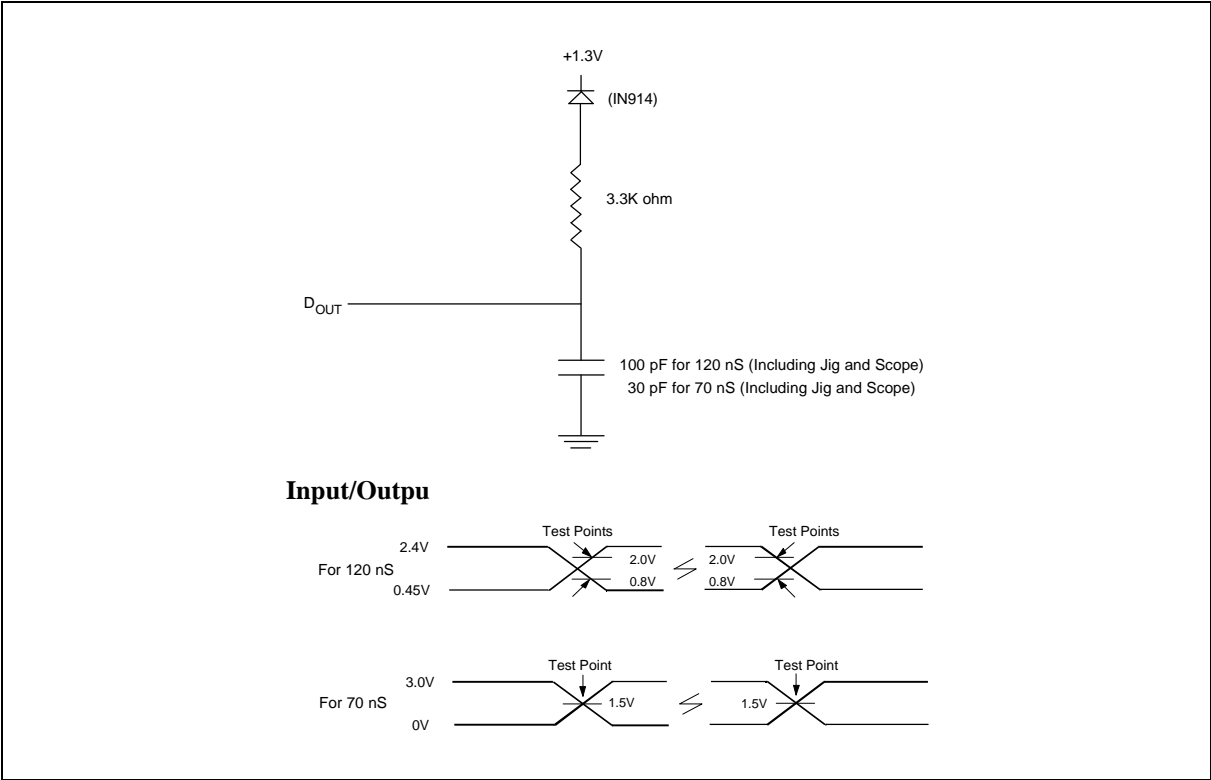 +1.3V
(IN914)
3.3K ohm
DOUT
100 pF for 120 nS (Including Jig and Scope)
30 pF for 70 nS (Including Jig and Scope)
Input/Outpu
Test Points Test Points
2.4V
2.0V 2.0V
For 120 nS
0.8V 0.8V
0.45V
Test Point Test Point
3.0V
For 70 nS 1.5V 1.5V
0V